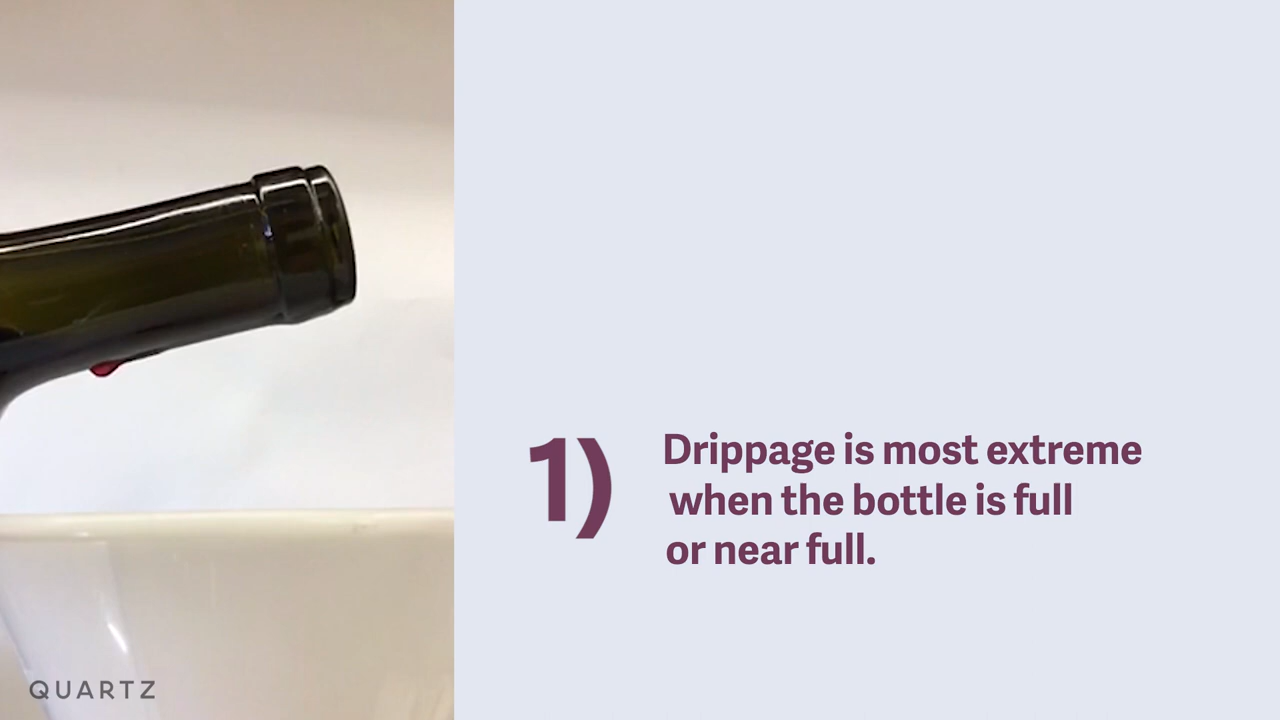 1) Drippage is most extreme
when the bottle is full
or near full.
QUARTZ